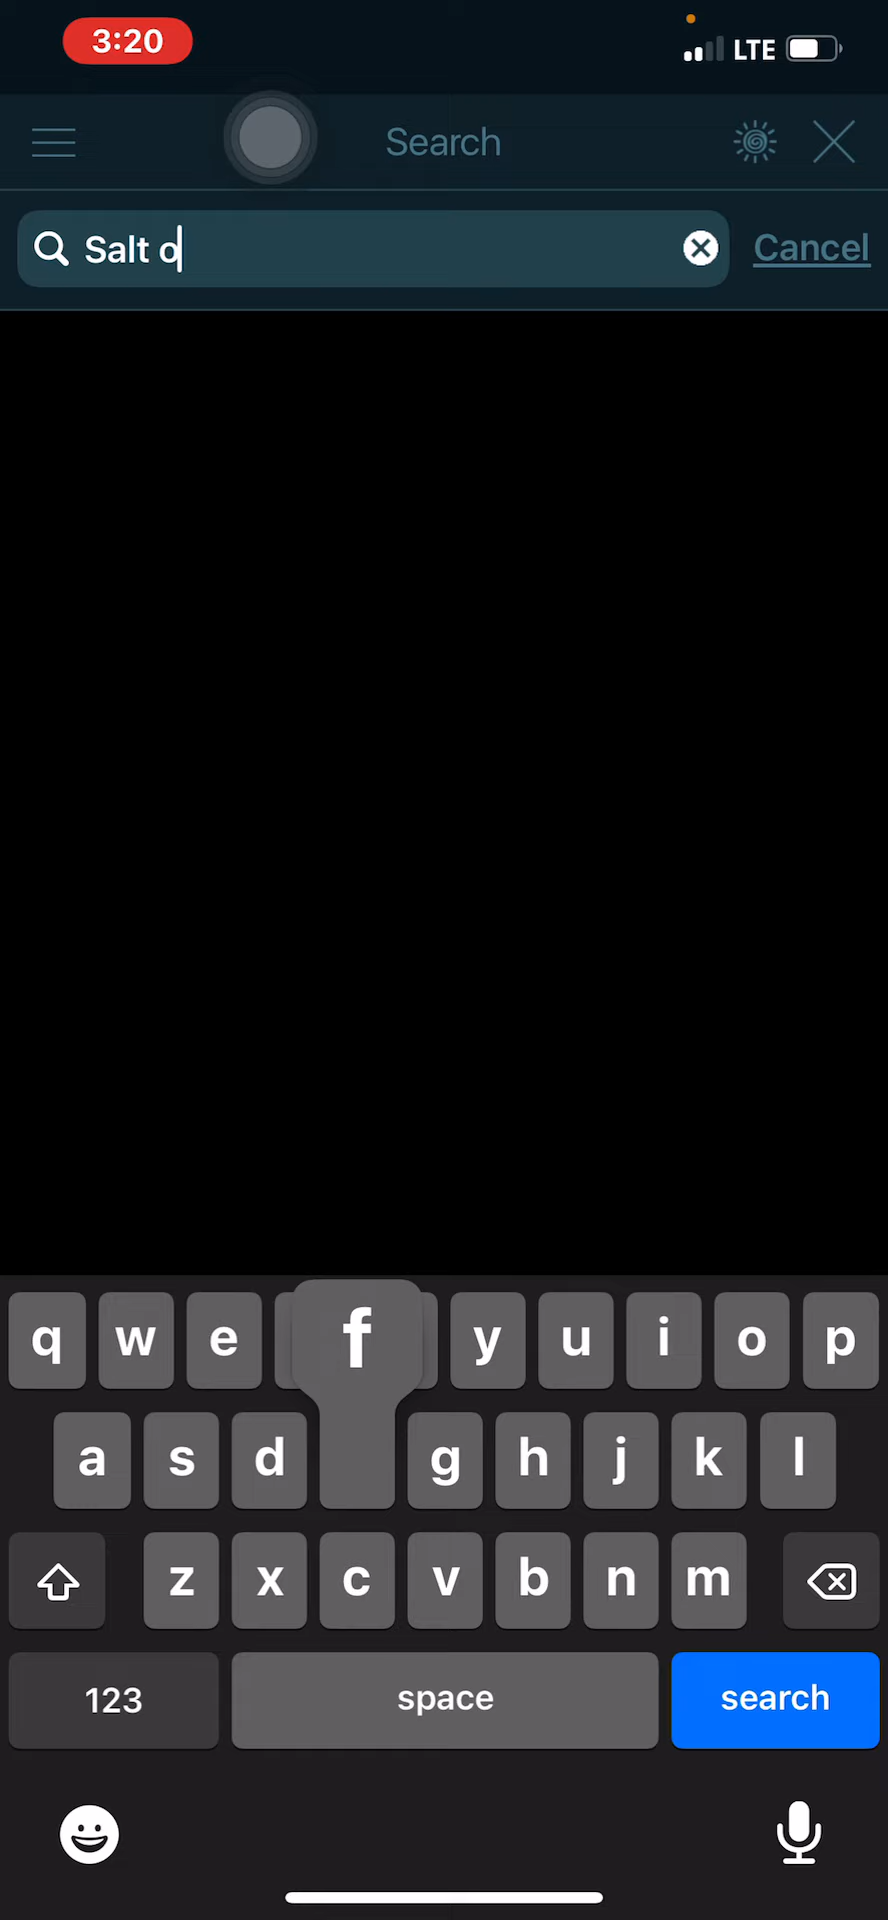 3:20
LTE
Search
Salt o
Cancel
q w e f y u i o p
a s d g h j k l
z x c v b n m
123 space search